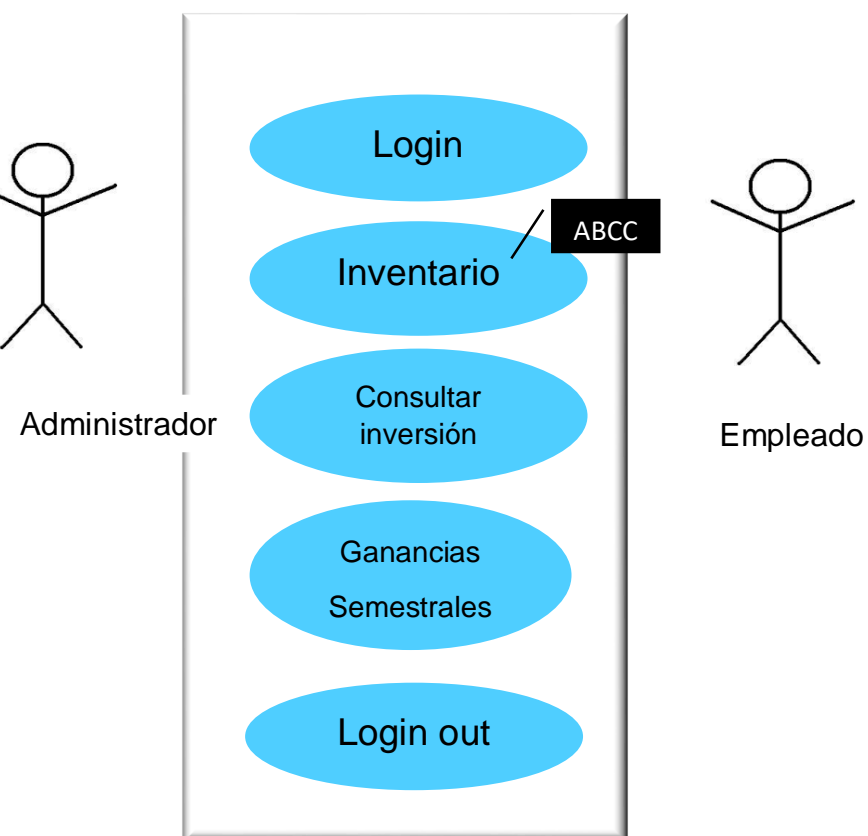 Login
ABCC
Inventario
Consultar
inversión
Administrador
Empleado
Ganancias
Semestrales
Login out